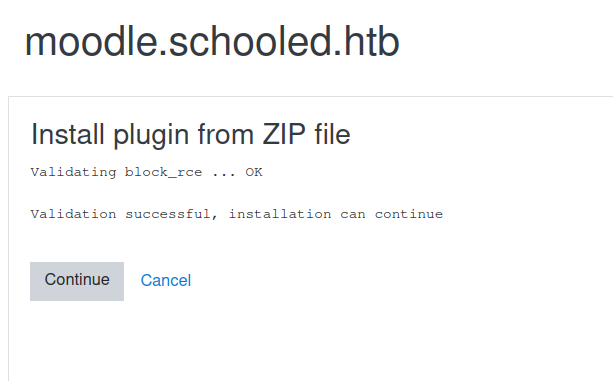 moodle.schooled.htb
Install plugin from ZIP file
Validating block_rce ... OK
Validation successful, installation can continue
Continue Cancel